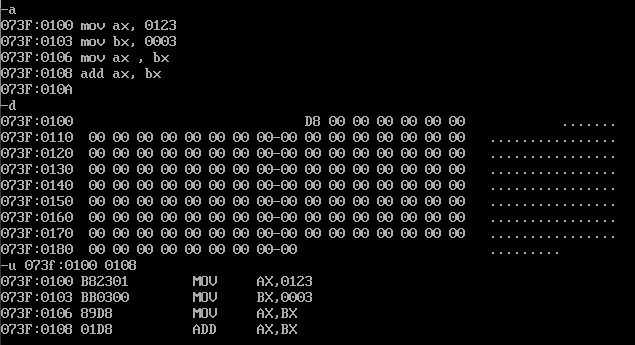 -a
073F:0100 mov ax, 0123
073F:0103 mov bx, 0003
073F:0106 mov ax , bx
073F:0108 add ax, bx
073F:010A
-d
073F:0100                             D8 00 00 00 00 00 00            .......
073F:0110  00 00 00 00 00 00 00 00-00 00 00 00 00 00 00 00   ................
073F:0120  00 00 00 00 00 00 00 00-00 00 00 00 00 00 00 00   ................
073F:0130  00 00 00 00 00 00 00 00-00 00 00 00 00 00 00 00   ................
073F:0140  00 00 00 00 00 00 00 00-00 00 00 00 00 00 00 00   ................
073F:0150  00 00 00 00 00 00 00 00-00 00 00 00 00 00 00 00   ................
073F:0160  00 00 00 00 00 00 00 00-00 00 00 00 00 00 00 00   ................
073F:0170  00 00 00 00 00 00 00 00-00 00 00 00 00 00 00 00   ................
073F:0180  00 00 00 00 00 00 00 00-00                        .........
-u 073f:0100 0108
073F:0100 B82301        MOV     AX,0123
073F:0103 BB0300        MOV     BX,0003
073F:0106 89D8          MOV     AX,BX
073F:0108 01D8          ADD     AX,BX